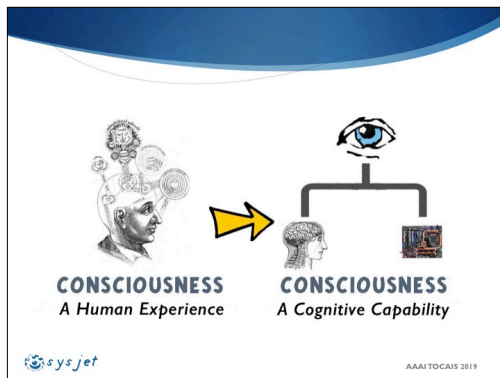 CONSCIOUSNESS
A Human Experience
CONSCIOUSNESS
A Cognitive Capability
sysjet
AAAI TOCAIS 2019